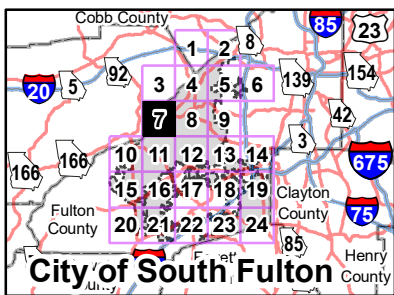 Cobb County
85
23
1 2 8
92
20 5
3 4 5 6
139 154
7 8 9
42
3
10 11 12 13 14
166 166
675
15 16 17 18 19
Clayton
County
Fulton
County
75
20 21 22 23 24
85
Henry
County
City of South Fulton